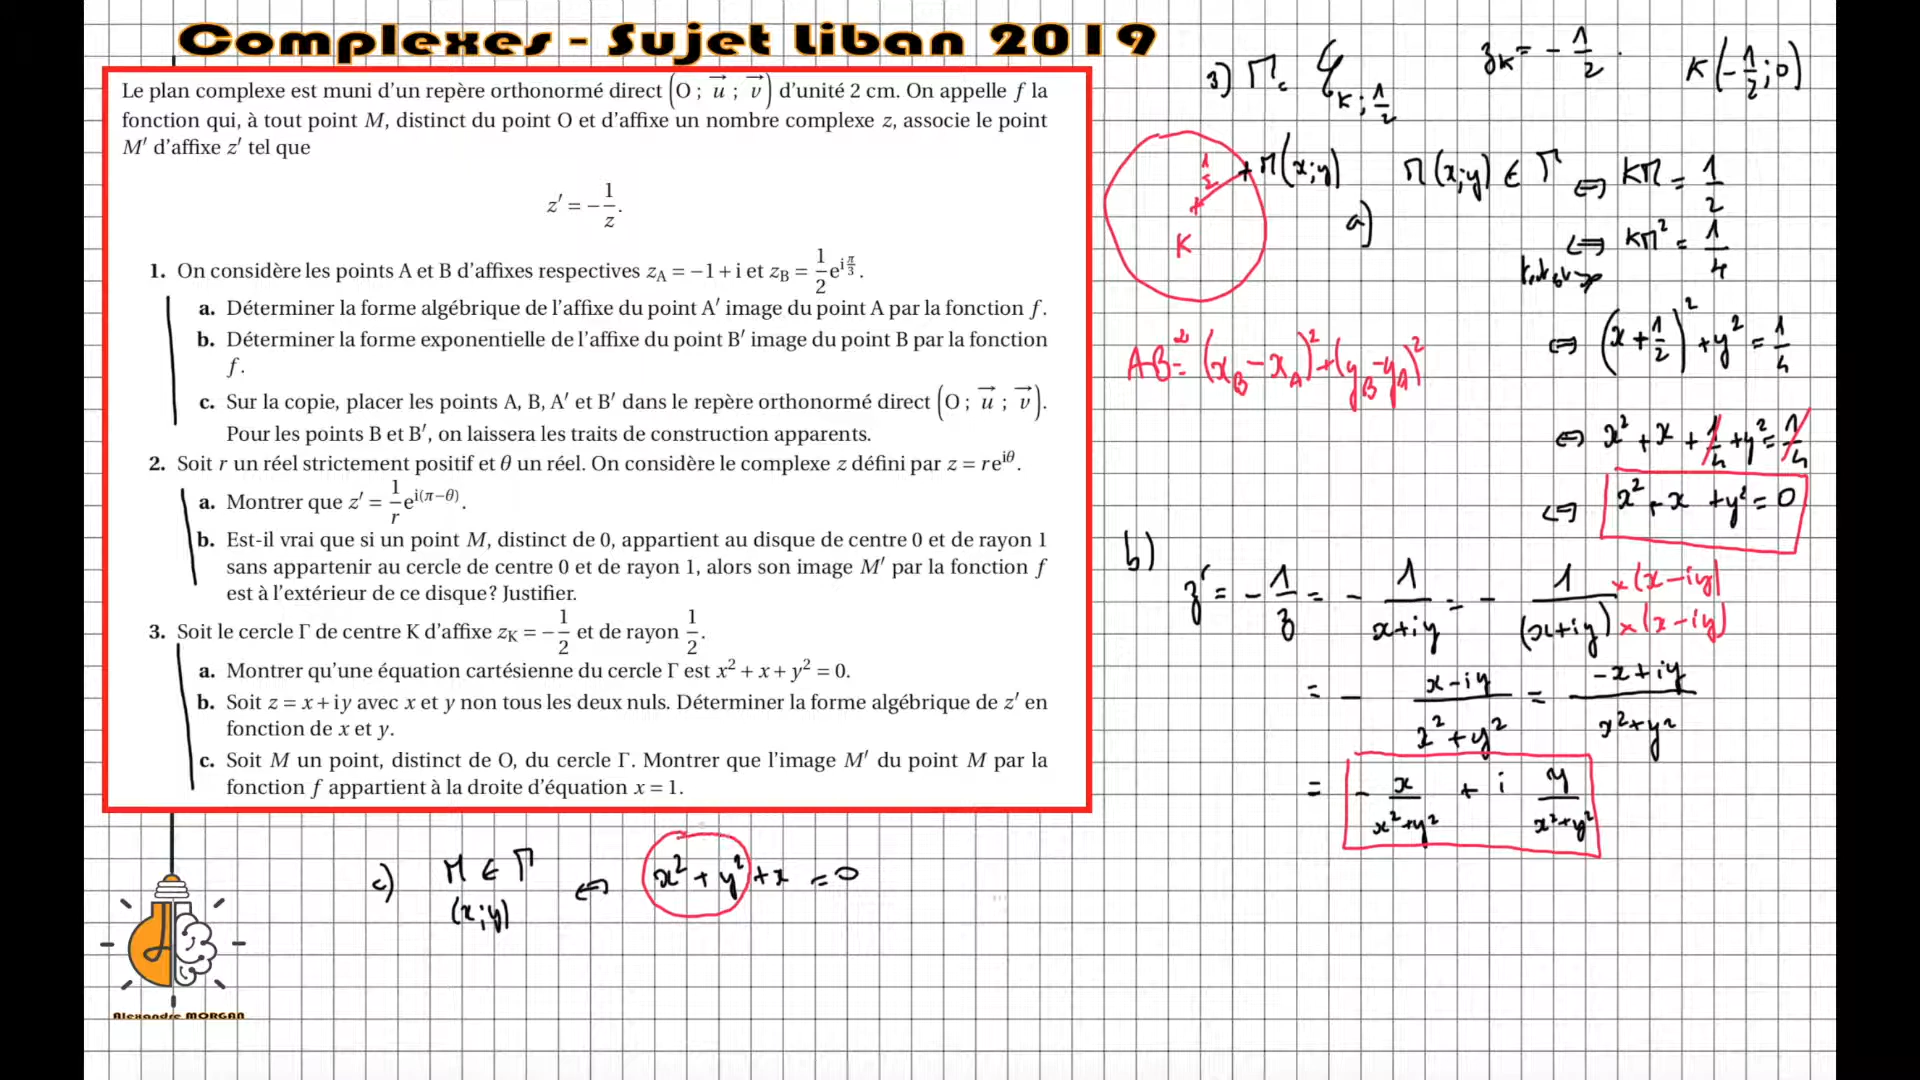 Complexes - Sujet Liban 2019
Le plan complexe est muni d'un repère orthonormé direct (O ; u⃗ ; v⃗) d'unité 2 cm. On appelle f la
fonction qui, à tout point M, distinct du point O et d'affixe un nombre complexe z, associe le point
M′ d'affixe z′ tel que
z′ = −1/z.
1. On considère les points A et B d'affixes respectives zA = −1 + i et zB = 1/2 e^(iπ/3).
a. Déterminer la forme algébrique de l'affixe du point A′ image du point A par la fonction f.
b. Déterminer la forme exponentielle de l'affixe du point B′ image du point B par la fonction
f.
c. Sur la copie, placer les points A, B, A′ et B′ dans le repère orthonormé direct (O ; u⃗ ; v⃗).
Pour les points B et B′, on laissera les traits de construction apparents.
2. Soit r un réel strictement positif et θ un réel. On considère le complexe z défini par z = re^(iθ).
a. Montrer que z′ = 1/r e^(i(π−θ)).
b. Est-il vrai que si un point M, distinct de 0, appartient au disque de centre 0 et de rayon 1
sans appartenir au cercle de centre 0 et de rayon 1, alors son image M′ par la fonction f
est à l'extérieur de ce disque? Justifier.
3. Soit le cercle Γ de centre K d'affixe zK = −1/2 et de rayon 1/2.
a. Montrer qu'une équation cartésienne du cercle Γ est x² + x + y² = 0.
b. Soit z = x + iy avec x et y non tous les deux nuls. Déterminer la forme algébrique de z′ en
fonction de x et y.
c. Soit M un point, distinct de O, du cercle Γ. Montrer que l'image M′ du point M par la
fonction f appartient à la droite d'équation x = 1.
Alexandre MORGAN
3) Γ = 𝒞 K ; 1/2
zK = −1/2
K(−1/2 ; 0)
1/2
M(x;y)
K
a)
M(x;y) ∈ Γ ⇔ KM = 1/2
⇔ KM² = 1/4
⇔ (x + 1/2)² + y² = 1/4
AB² = (xB − xA)² + (yB − yA)²
⇔ x² + x + 1/4 + y² = 1/4
⇔ x² + x + y² = 0
b)
z′ = −1/z = −1/(x+iy) = −1/(x+iy) ×(x−iy) ×(x−iy)
= −(x−iy)/(x²+y²) = (−x+iy)/(x²+y²)
= −x/(x²+y²) + i y/(x²+y²)
c) M ∈ Γ ⇔ x² + y² + x = 0
(x;y)